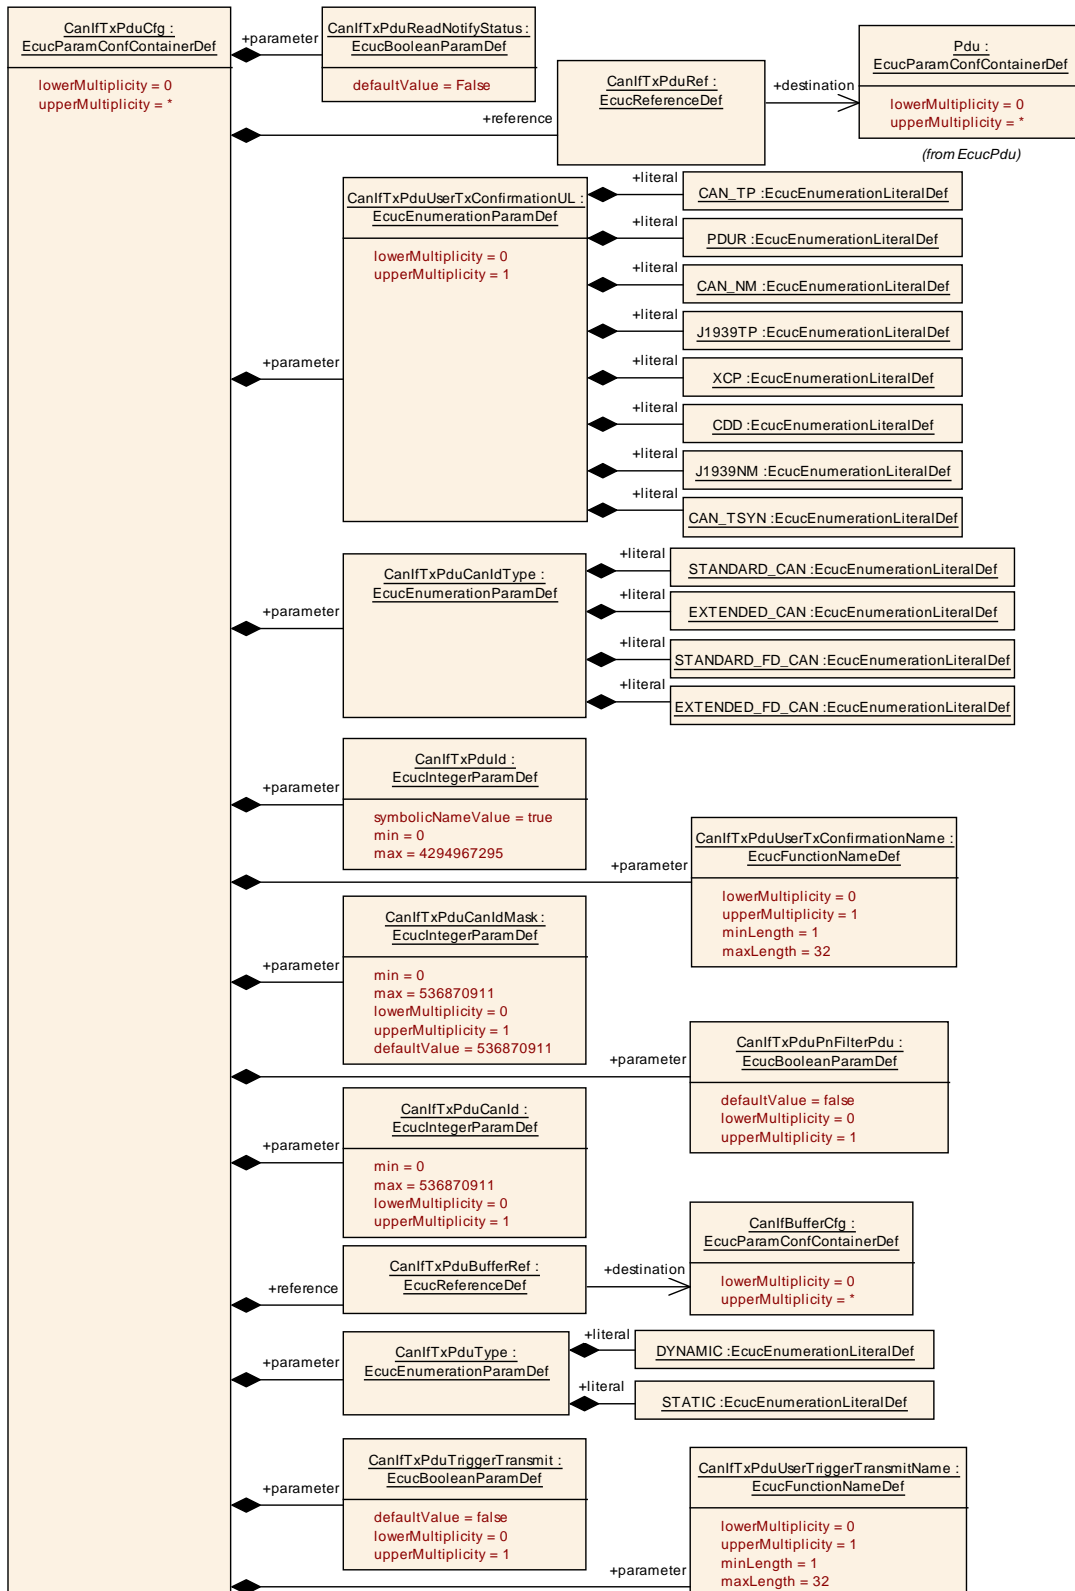 CanIfTxPduCfg :
EcucParamConfContainerDef
lowerMultiplicity = 0
upperMultiplicity = *
+parameter
CanIfTxPduReadNotifyStatus :
EcucBooleanParamDef
defaultValue = False
+reference
CanIfTxPduRef :
EcucReferenceDef
+destination
Pdu :
EcucParamConfContainerDef
lowerMultiplicity = 0
upperMultiplicity = *
(from EcucPdu)
+parameter
CanIfTxPduUserTxConfirmationUL :
EcucEnumerationParamDef
lowerMultiplicity = 0
upperMultiplicity = 1
+literal
CAN_TP :EcucEnumerationLiteralDef
+literal
PDUR :EcucEnumerationLiteralDef
+literal
CAN_NM :EcucEnumerationLiteralDef
+literal
J1939TP :EcucEnumerationLiteralDef
+literal
XCP :EcucEnumerationLiteralDef
+literal
CDD :EcucEnumerationLiteralDef
+literal
J1939NM :EcucEnumerationLiteralDef
+literal
CAN_TSYN :EcucEnumerationLiteralDef
+parameter
CanIfTxPduCanIdType :
EcucEnumerationParamDef
+literal
STANDARD_CAN :EcucEnumerationLiteralDef
+literal
EXTENDED_CAN :EcucEnumerationLiteralDef
+literal
STANDARD_FD_CAN :EcucEnumerationLiteralDef
+literal
EXTENDED_FD_CAN :EcucEnumerationLiteralDef
+parameter
CanIfTxPduId :
EcucIntegerParamDef
symbolicNameValue = true
min = 0
max = 4294967295
+parameter
CanIfTxPduUserTxConfirmationName :
EcucFunctionNameDef
lowerMultiplicity = 0
upperMultiplicity = 1
minLength = 1
maxLength = 32
+parameter
CanIfTxPduCanIdMask :
EcucIntegerParamDef
min = 0
max = 536870911
lowerMultiplicity = 0
upperMultiplicity = 1
defaultValue = 536870911
+parameter
CanIfTxPduPnFilterPdu :
EcucBooleanParamDef
defaultValue = false
lowerMultiplicity = 0
upperMultiplicity = 1
+parameter
CanIfTxPduCanId :
EcucIntegerParamDef
min = 0
max = 536870911
lowerMultiplicity = 0
upperMultiplicity = 1
+reference
CanIfTxPduBufferRef :
EcucReferenceDef
+destination
CanIfBufferCfg :
EcucParamConfContainerDef
lowerMultiplicity = 0
upperMultiplicity = *
+parameter
CanIfTxPduType :
EcucEnumerationParamDef
+literal
DYNAMIC :EcucEnumerationLiteralDef
+literal
STATIC :EcucEnumerationLiteralDef
+parameter
CanIfTxPduTriggerTransmit :
EcucBooleanParamDef
defaultValue = false
lowerMultiplicity = 0
upperMultiplicity = 1
+parameter
CanIfTxPduUserTriggerTransmitName :
EcucFunctionNameDef
lowerMultiplicity = 0
upperMultiplicity = 1
minLength = 1
maxLength = 32